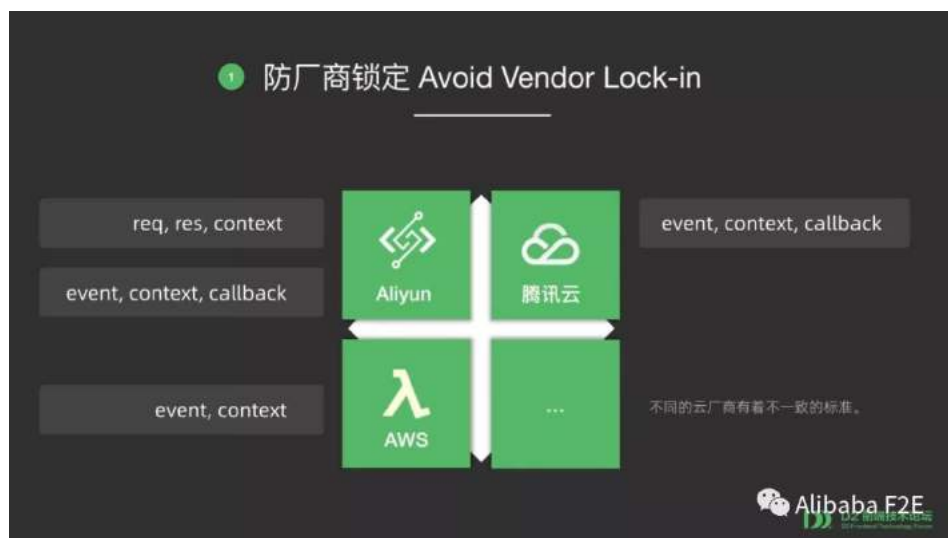 1 防厂商锁定 Avoid Vendor Lock-in
req, res, context
event, context, callback
Aliyun
腾讯云
event, context, callback
event, context
λ
AWS
...
不同的云厂商有着不一致的标准。
Alibaba F2E